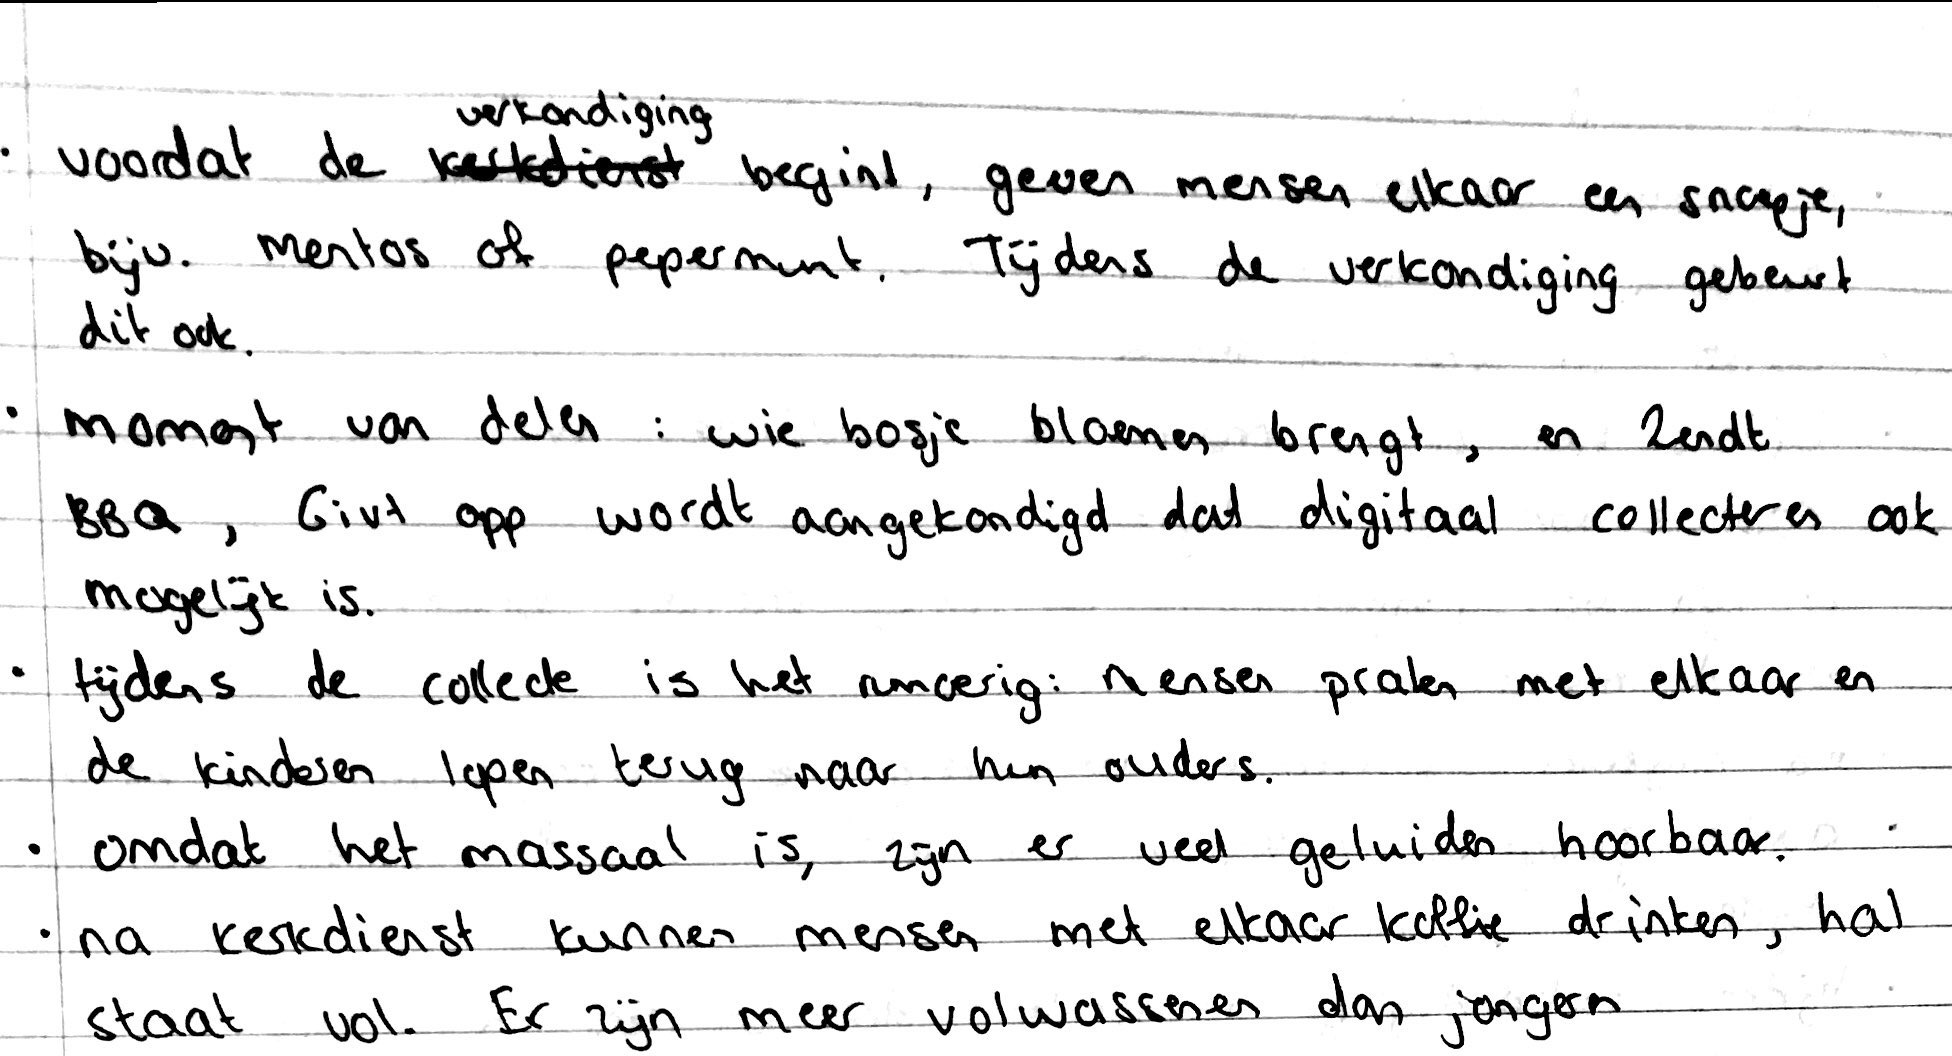 verkondiging
· voordat de kerkdienst begint, geven mensen elkaar een snoepje,
bijv. Mentos of pepermunt. Tijdens de verkondiging gebeurt
dit ook.
· moment van delen : wie bosje bloemen brengt, en Zendt
BBQ, Givt app wordt aangekondigd dat digitaal collecteren ook
mogelijk is.
· tijdens de collecte is het rumoerig: mensen praten met elkaar en
de kinderen lopen terug naar hun ouders.
· omdat het massaal is, zijn er veel geluiden hoorbaar.
· na kerkdienst kunnen mensen met elkaar koffie drinken, hal
staat vol. Er zijn meer volwassenen dan jongern